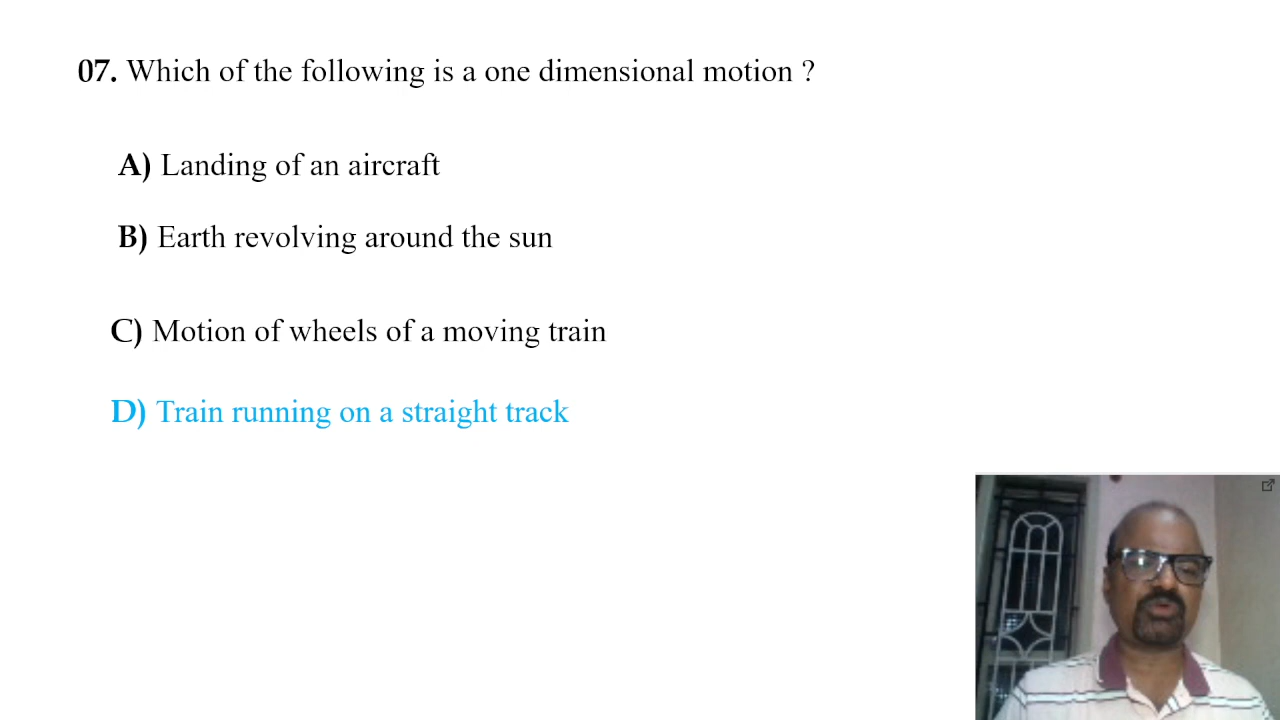 07. Which of the following is a one dimensional motion ?
A) Landing of an aircraft
B) Earth revolving around the sun
C) Motion of wheels of a moving train
D) Train running on a straight track